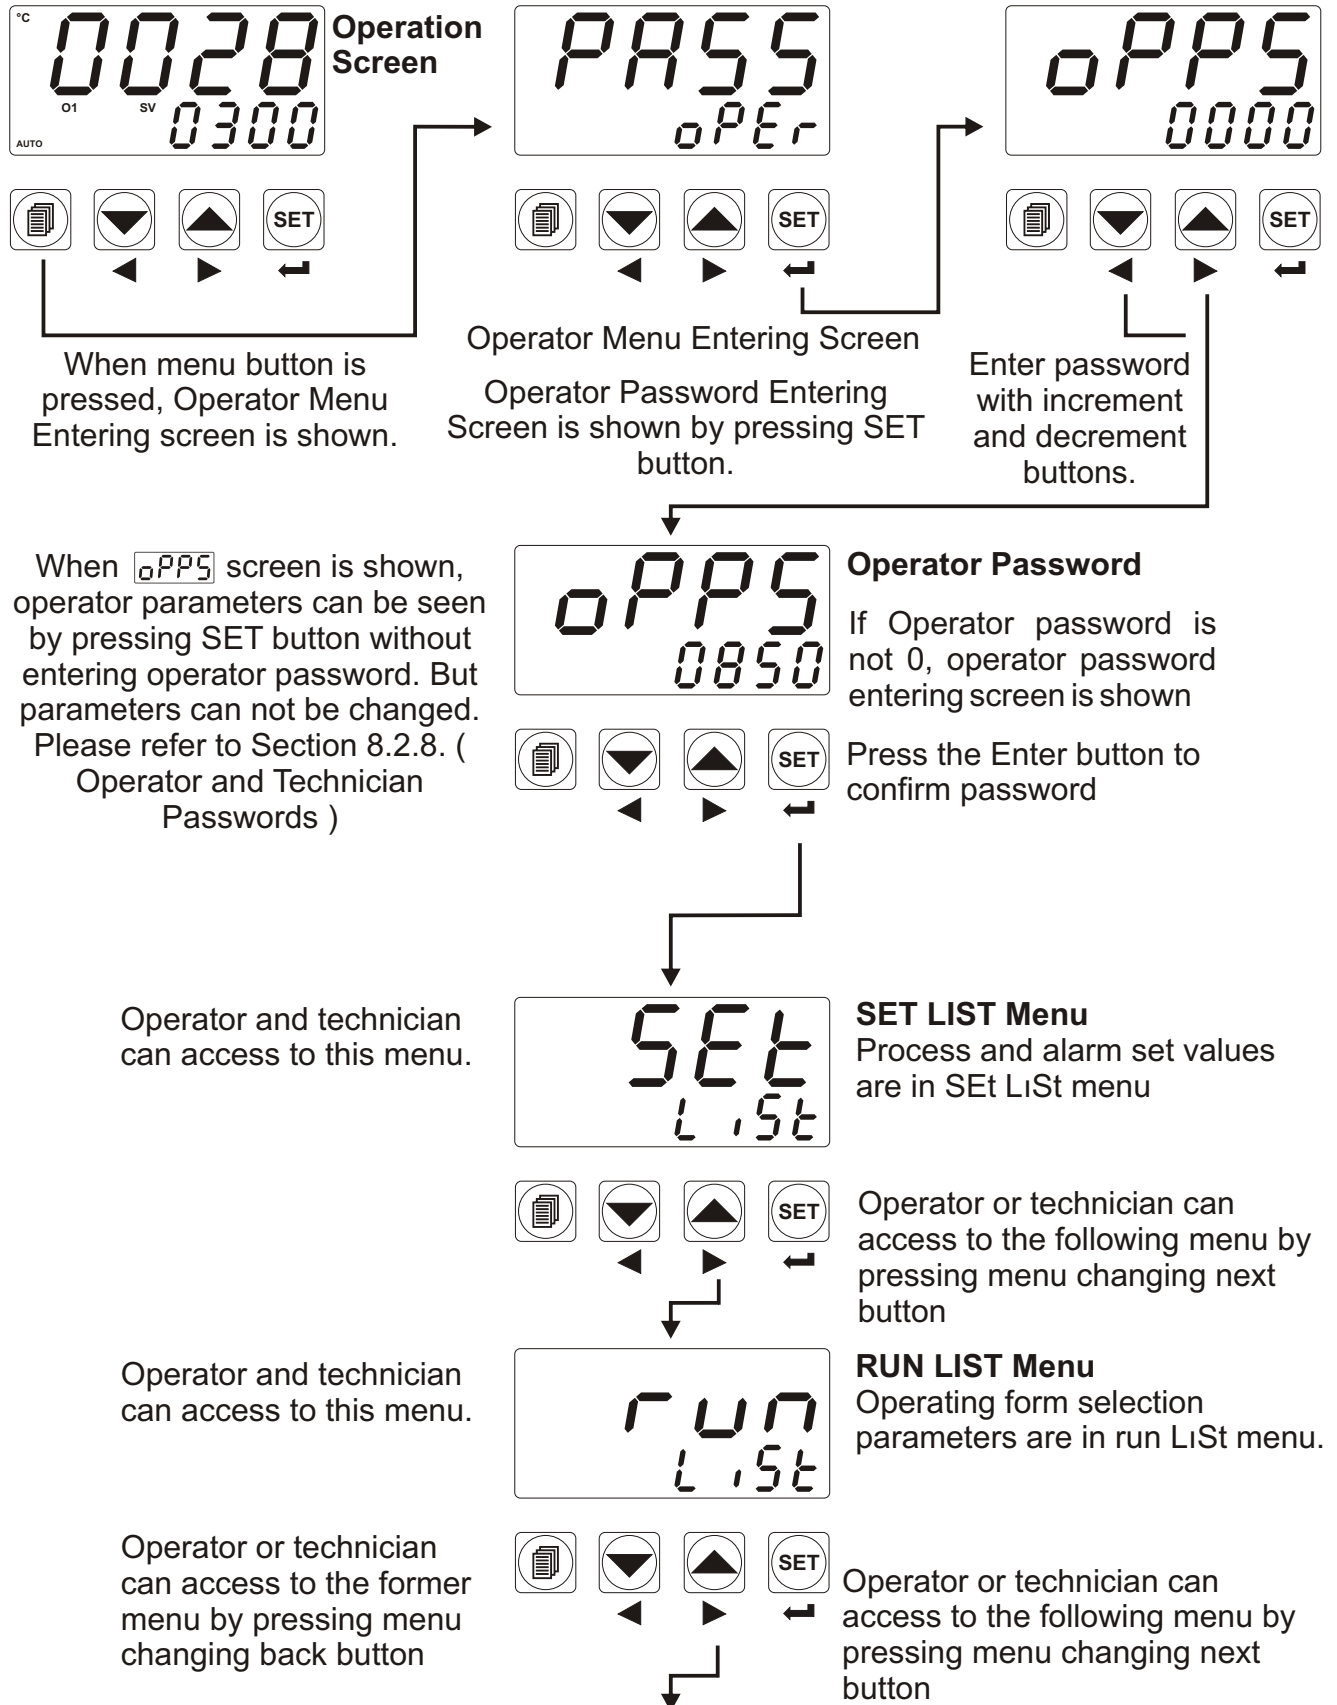 °C
0028
O1
SV
0300
AUTO
Operation
Screen
SET
When menu button is
pressed, Operator Menu
Entering screen is shown.
PASS
oPEr
SET
Operator Menu Entering Screen
Operator Password Entering
Screen is shown by pressing SET
button.
oPPS
0000
SET
Enter password
with increment
and decrement
buttons.
When oPPS screen is shown,
operator parameters can be seen
by pressing SET button without
entering operator password. But
parameters can not be changed.
Please refer to Section 8.2.8. (
Operator and Technician
Passwords )
oPPS
0850
SET
Operator Password
If Operator password is
not 0, operator password
entering screen is shown
Press the Enter button to
confirm password
Operator and technician
can access to this menu.
SEt
LıSt
SET
SET LIST Menu
Process and alarm set values
are in SEt LıSt menu
Operator or technician can
access to the following menu by
pressing menu changing next
button
Operator and technician
can access to this menu.
run
LıSt
SET
RUN LIST Menu
Operating form selection
parameters are in run LıSt menu.
Operator or technician
can access to the former
menu by pressing menu
changing back button
Operator or technician can
access to the following menu by
pressing menu changing next
button